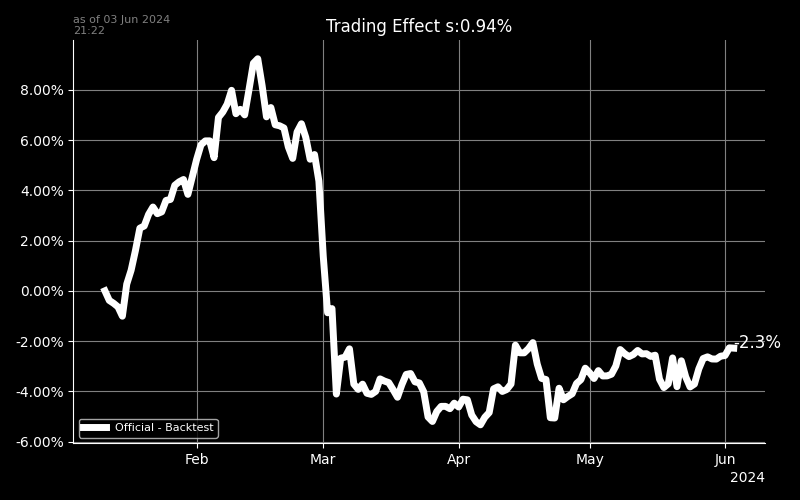 as of 03 Jun 2024
21:22
Trading Effect s:0.94%
8.00%
6.00%
4.00%
2.00%
0.00%
-2.00%
-4.00%
-6.00%
-2.3%
Official - Backtest
Feb
Mar
Apr
May
Jun
2024